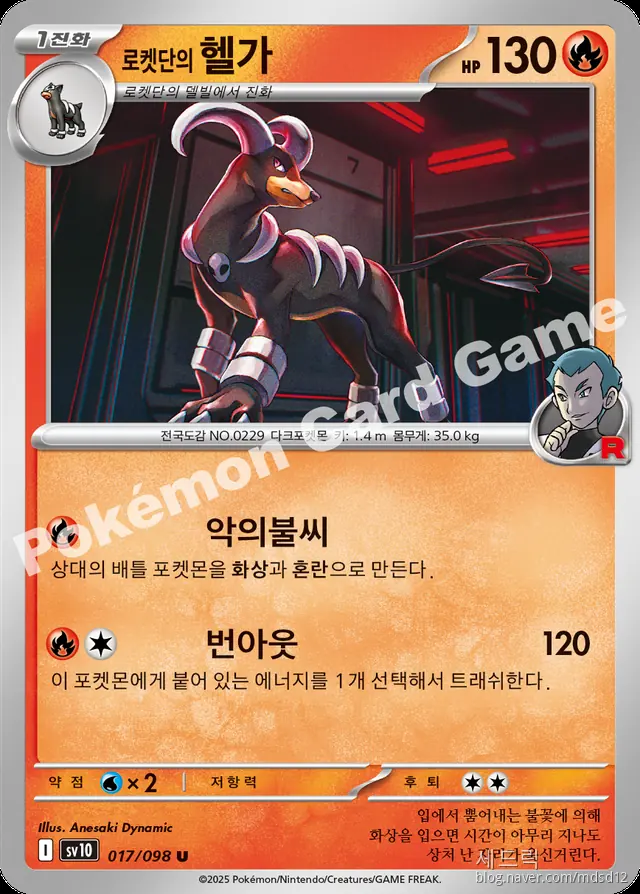 1진화
로켓단의 헬가
HP 130
로켓단의 델빌에서 진화
7
전국도감 NO.0229 다크포켓몬 키: 1.4 m 몸무게: 35.0 kg
R
Pokémon Card Game
악의불씨
상대의 배틀 포켓몬을 화상과 혼란으로 만든다.
번아웃 120
이 포켓몬에게 붙어 있는 에너지를 1개 선택해서 트래쉬한다.
약점 ×2 저항력 후퇴
Illus. Anesaki Dynamic
I sv10 017/098 U
입에서 뿜어내는 불꽃에 의해
화상을 입으면 시간이 아무리 지나도
상처 난 욱신거린다.
세드릭
blog.naver.com/mdsd12
©2025 Pokémon/Nintendo/Creatures/GAME FREAK.